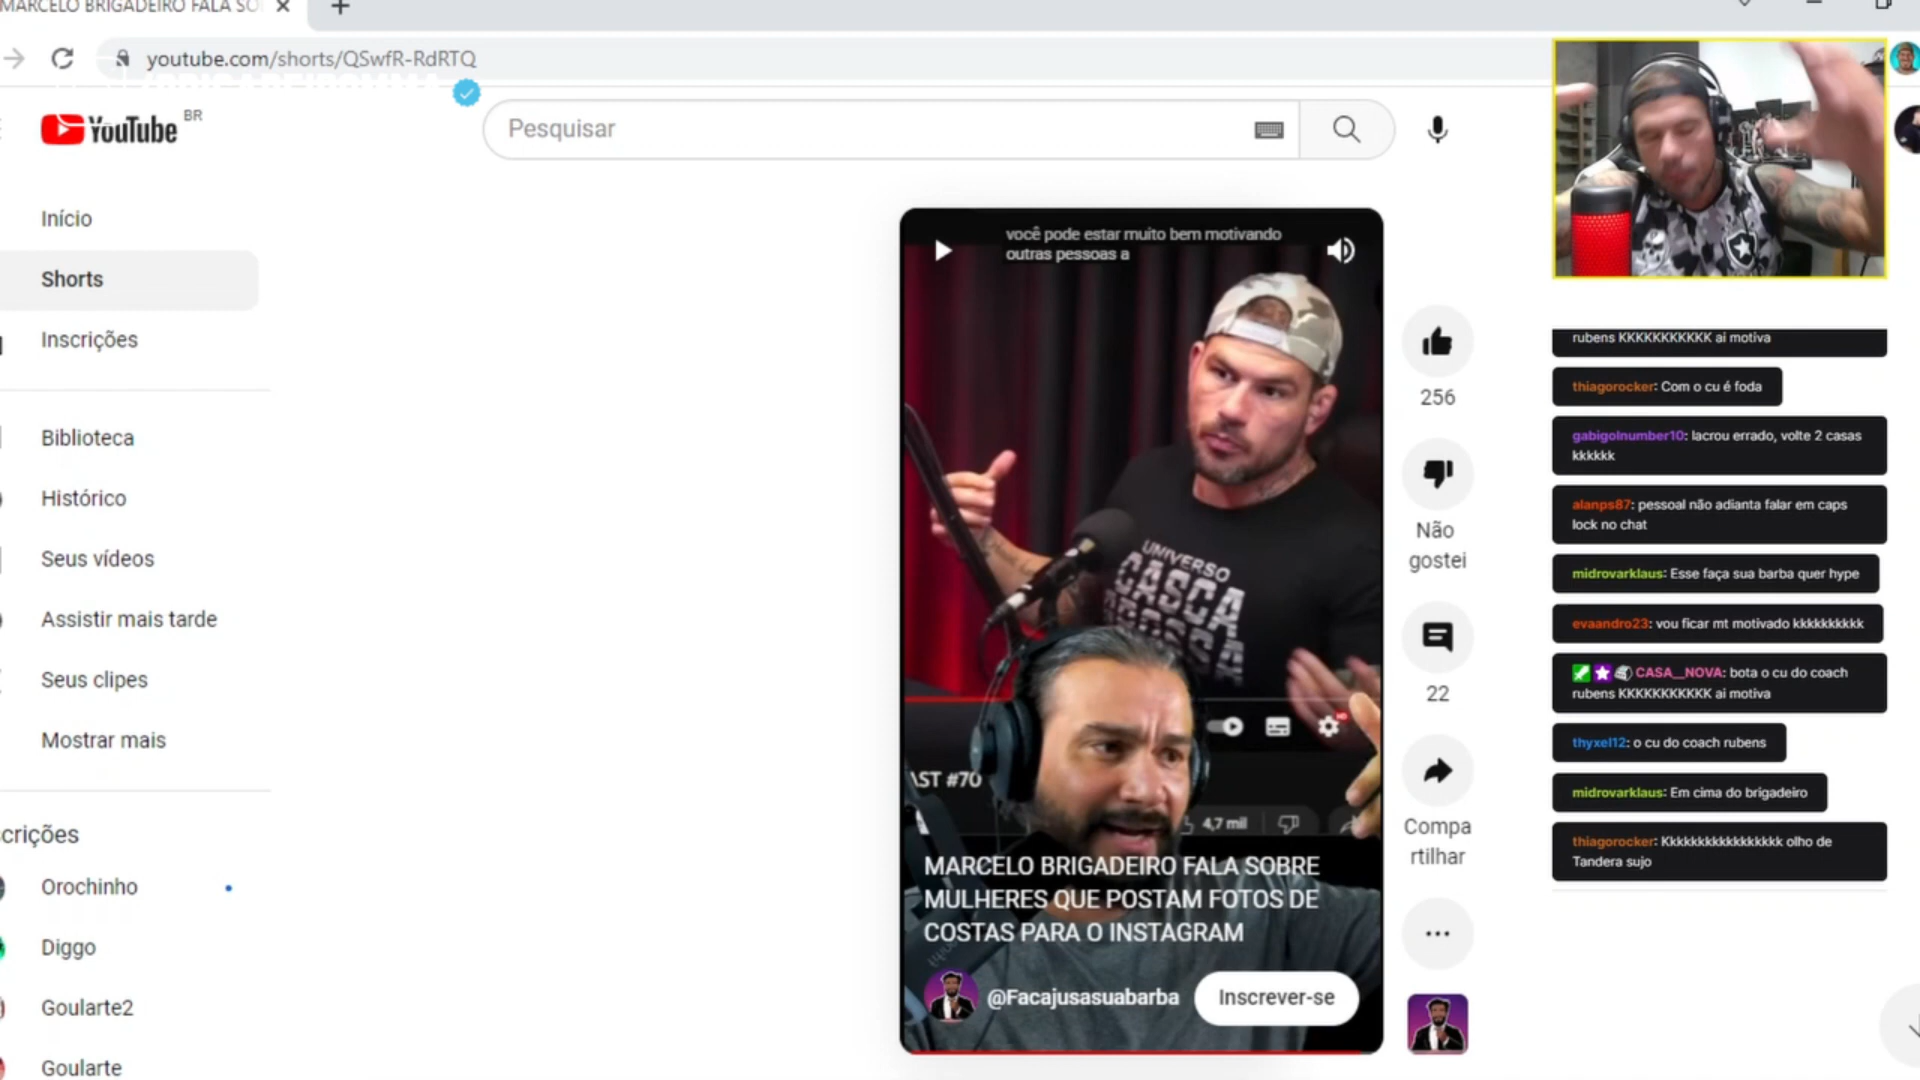 MARCELO BRIGADEIRO FALA SO
youtube.com/shorts/QSwfR-RdRTQ
YouTube BR
Pesquisar
Início
Shorts
Inscrições
Biblioteca
Histórico
Seus vídeos
Assistir mais tarde
Seus clipes
Mostrar mais
crições
Orochinho
Diggo
Goularte2
Goularte
você pode estar muito bem motivando
outras pessoas a
UNIVERSO
CASCA
AST #70
4,7 mil
MARCELO BRIGADEIRO FALA SOBRE
MULHERES QUE POSTAM FOTOS DE
COSTAS PARA O INSTAGRAM
@Facajusasuabarba
Inscrever-se
256
Não
gostei
22
Compa
rtilhar
rubens KKKKKKKKKKK ai motiva
thiagorocker: Com o cu é foda
gabigolnumber10: lacrou errado, volte 2 casas
kkkkkk
alanps87: pessoal não adianta falar em caps
lock no chat
midrovarklaus: Esse faça sua barba quer hype
evaandro23: vou ficar mt motivado kkkkkkkkkk
CASA__NOVA: bota o cu do coach
rubens KKKKKKKKKKK ai motiva
thyxel12: o cu do coach rubens
midrovarklaus: Em cima do brigadeiro
thiagorocker: Kkkkkkkkkkkkkkkkk olho de
Tandera sujo